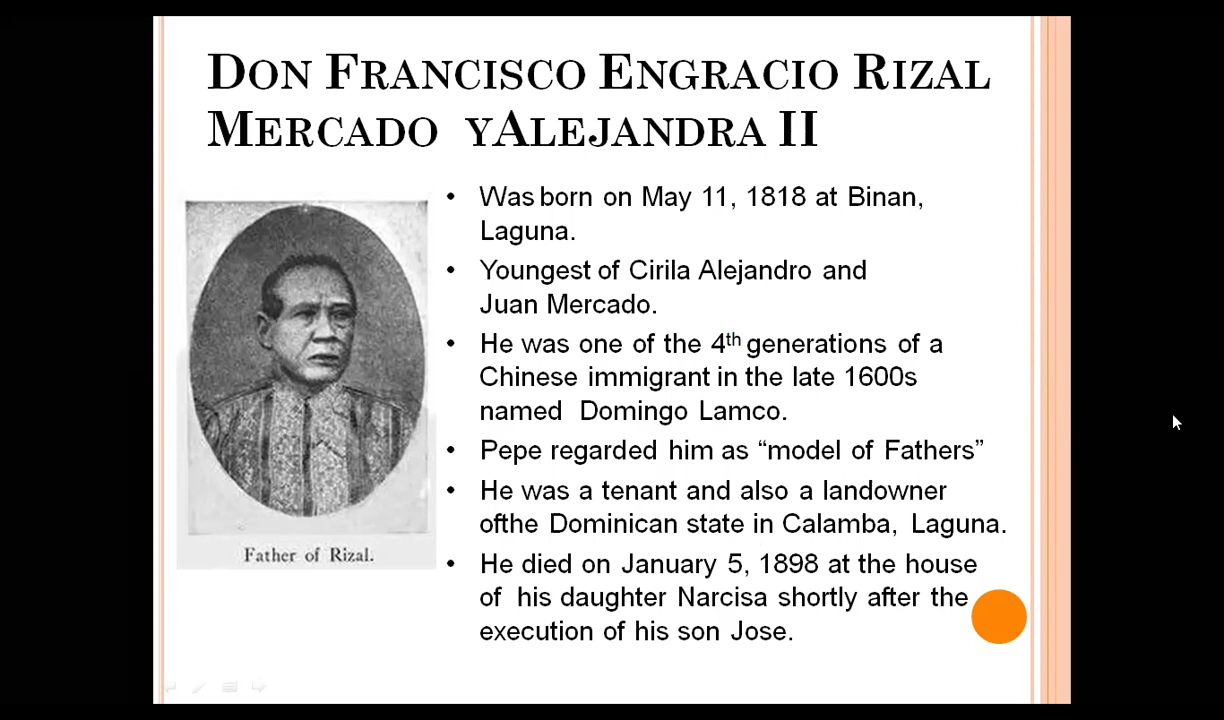 DON FRANCISCO ENGRACIO RIZAL
MERCADO YALEJANDRA II
• Was born on May 11, 1818 at Binan,
Laguna.
• Youngest of Cirila Alejandro and
Juan Mercado.
• He was one of the 4th generations of a
Chinese immigrant in the late 1600s
named Domingo Lamco.
• Pepe regarded him as “model of Fathers”
• He was a tenant and also a landowner
ofthe Dominican state in Calamba, Laguna.
• He died on January 5, 1898 at the house
of his daughter Narcisa shortly after the
execution of his son Jose.
Father of Rizal.